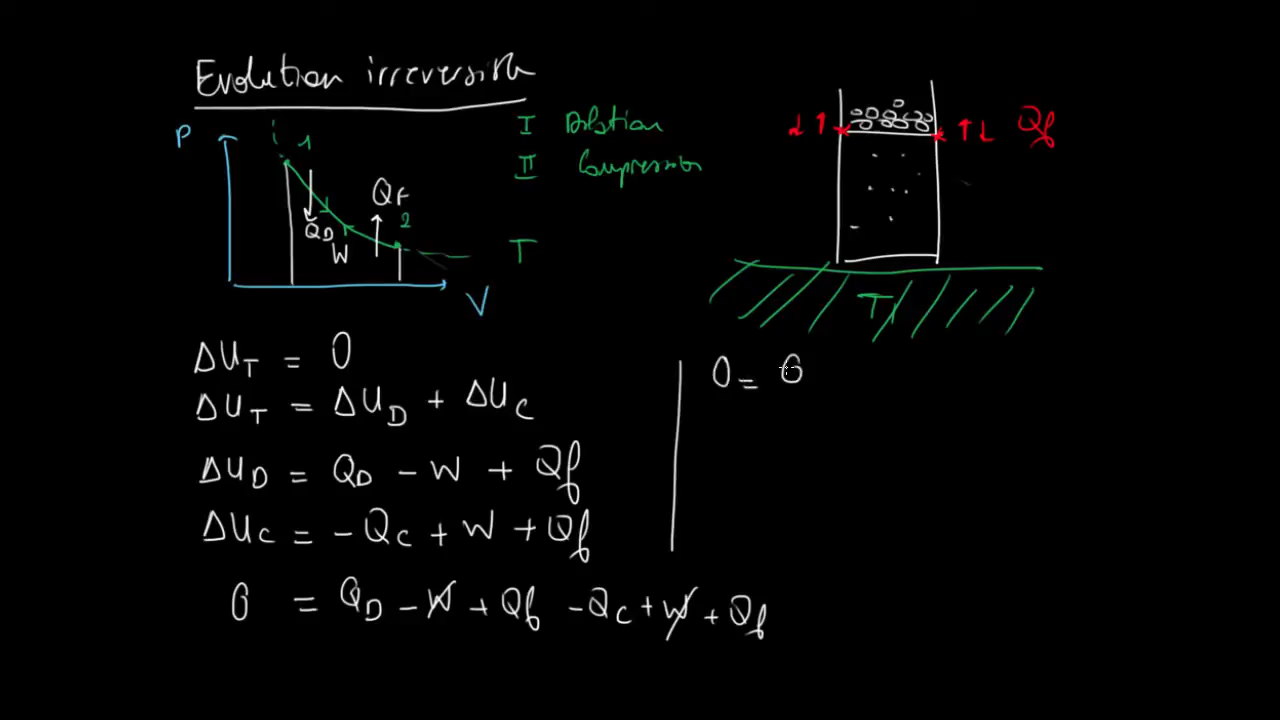 Evolution irreversible
P
i 1
I Dilation
II Compression
QF
2
QD
W
T
V
Qf
T
ΔUT = 0
ΔUT = ΔUD + ΔUC
ΔUD = QD - W + Qf
ΔUC = - QC + W + Qf
0 = QD - W + Qf - QC + W + Qf
0 = 0